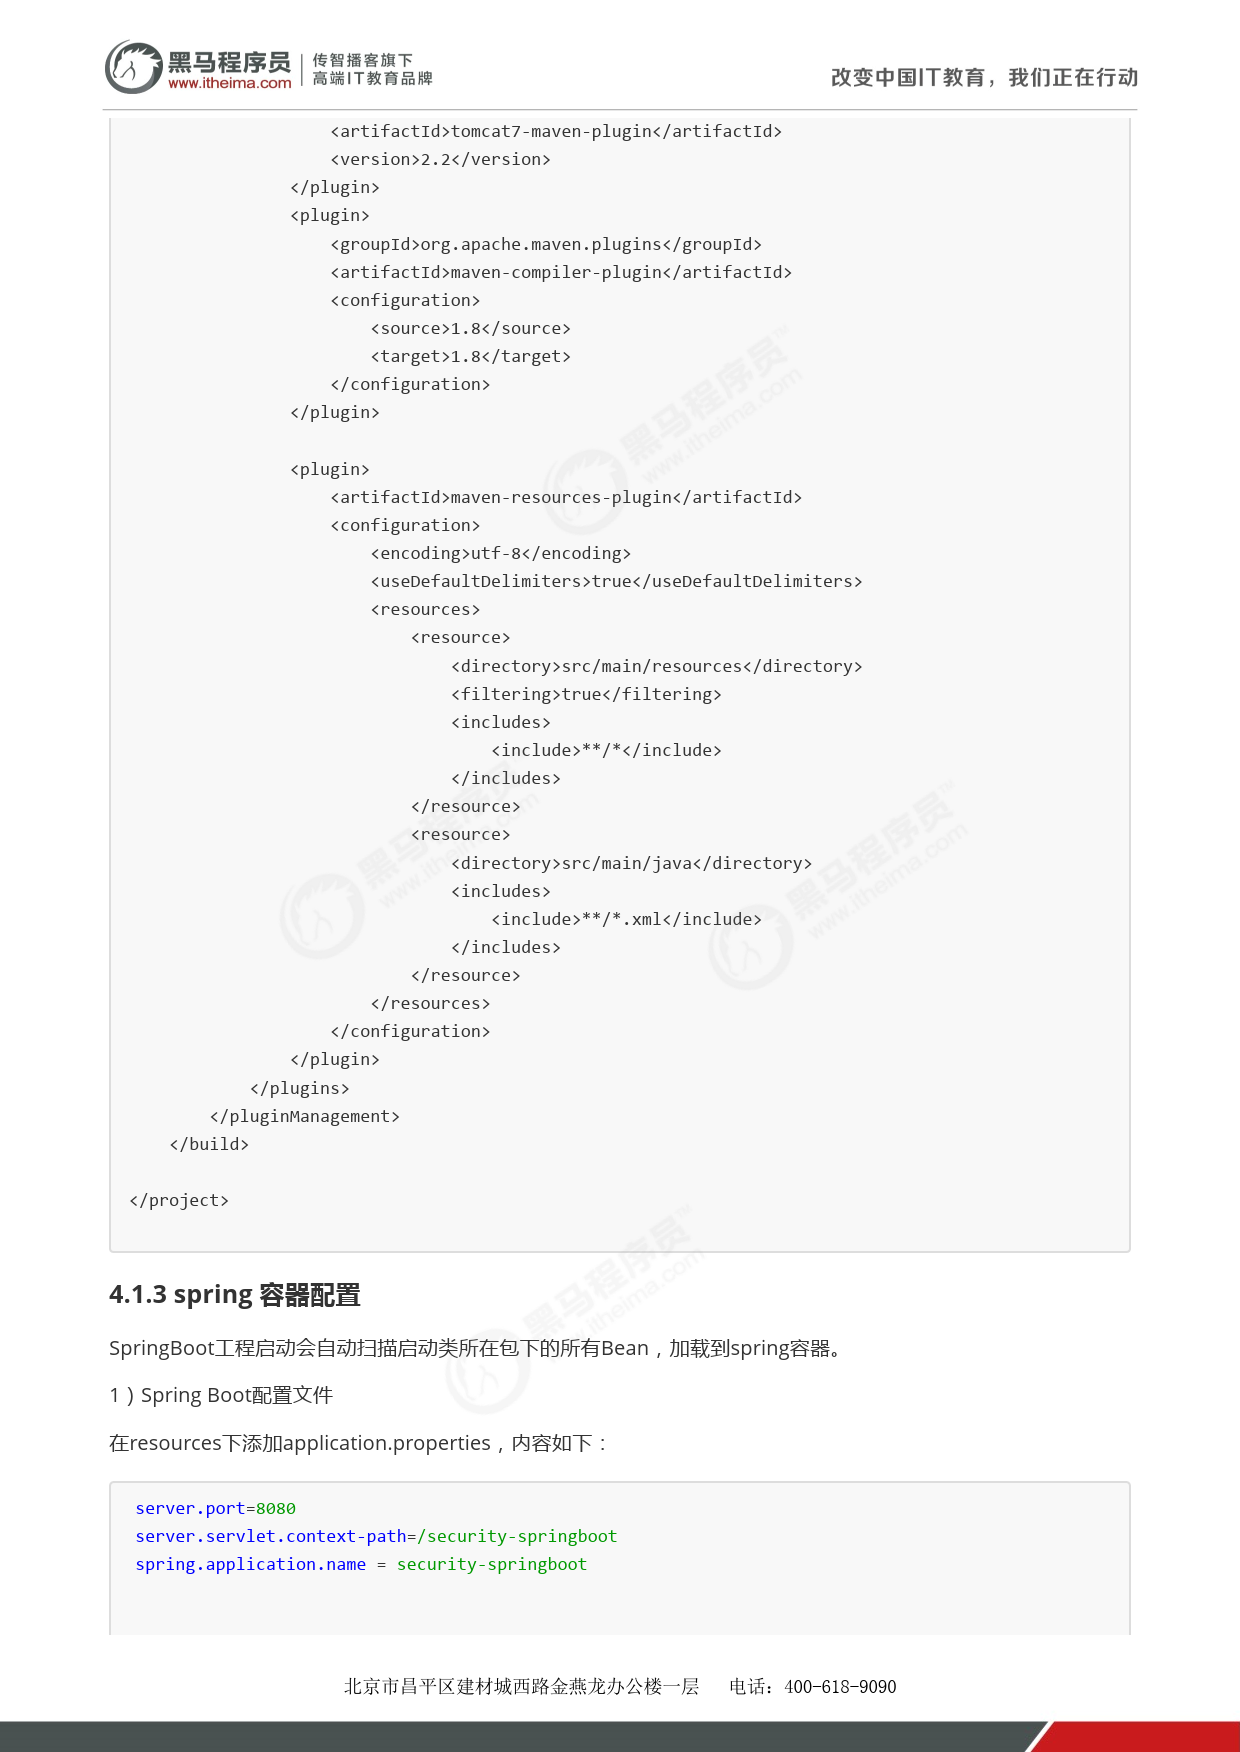 黑马程序员
www.itheima.com
传智播客旗下
高端IT教育品牌
改变中国IT教育，我们正在行动
                    <artifactId>tomcat7-maven-plugin</artifactId>
                    <version>2.2</version>
                </plugin>
                <plugin>
                    <groupId>org.apache.maven.plugins</groupId>
                    <artifactId>maven-compiler-plugin</artifactId>
                    <configuration>
                        <source>1.8</source>
                        <target>1.8</target>
                    </configuration>
                </plugin>

                <plugin>
                    <artifactId>maven-resources-plugin</artifactId>
                    <configuration>
                        <encoding>utf-8</encoding>
                        <useDefaultDelimiters>true</useDefaultDelimiters>
                        <resources>
                            <resource>
                                <directory>src/main/resources</directory>
                                <filtering>true</filtering>
                                <includes>
                                    <include>**/*</include>
                                </includes>
                            </resource>
                            <resource>
                                <directory>src/main/java</directory>
                                <includes>
                                    <include>**/*.xml</include>
                                </includes>
                            </resource>
                        </resources>
                    </configuration>
                </plugin>
            </plugins>
        </pluginManagement>
    </build>

</project>
4.1.3 spring 容器配置
SpringBoot工程启动会自动扫描启动类所在包下的所有Bean，加载到spring容器。
1）Spring Boot配置文件
在resources下添加application.properties，内容如下：
server.port=8080
server.servlet.context-path=/security-springboot
spring.application.name = security-springboot
北京市昌平区建材城西路金燕龙办公楼一层 电话：400-618-9090